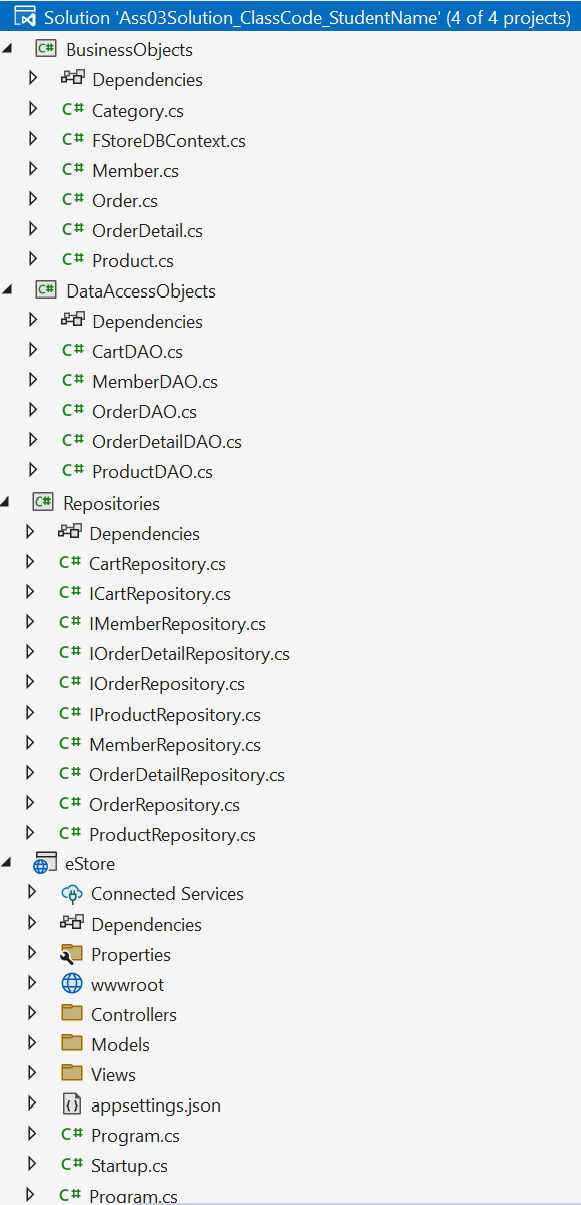 Solution 'Ass03Solution_ClassCode_StudentName' (4 of 4 projects)
C# BusinessObjects
Dependencies
C# Category.cs
C# FStoreDBContext.cs
C# Member.cs
C# Order.cs
C# OrderDetail.cs
C# Product.cs
C# DataAccessObjects
Dependencies
C# CartDAO.cs
C# MemberDAO.cs
C# OrderDAO.cs
C# OrderDetailDAO.cs
C# ProductDAO.cs
C# Repositories
Dependencies
C# CartRepository.cs
C# ICartRepository.cs
C# IMemberRepository.cs
C# IOrderDetailRepository.cs
C# IOrderRepository.cs
C# IProductRepository.cs
C# MemberRepository.cs
C# OrderDetailRepository.cs
C# OrderRepository.cs
C# ProductRepository.cs
eStore
Connected Services
Dependencies
Properties
wwwroot
Controllers
Models
Views
appsettings.json
C# Program.cs
C# Startup.cs
C# Program.cs